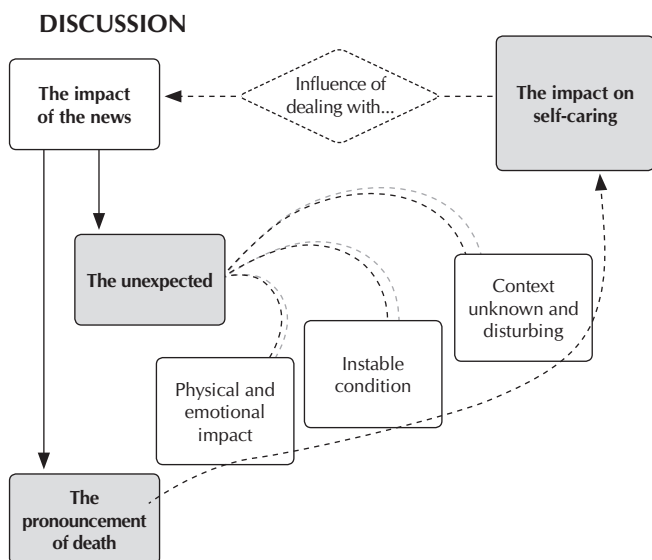 DISCUSSION
The impact
of the news
Influence of
dealing with...
The impact on
self-caring
The unexpected
Context
unknown and
disturbing
Instable
condition
Physical and
emotional
impact
The
pronouncement
of death